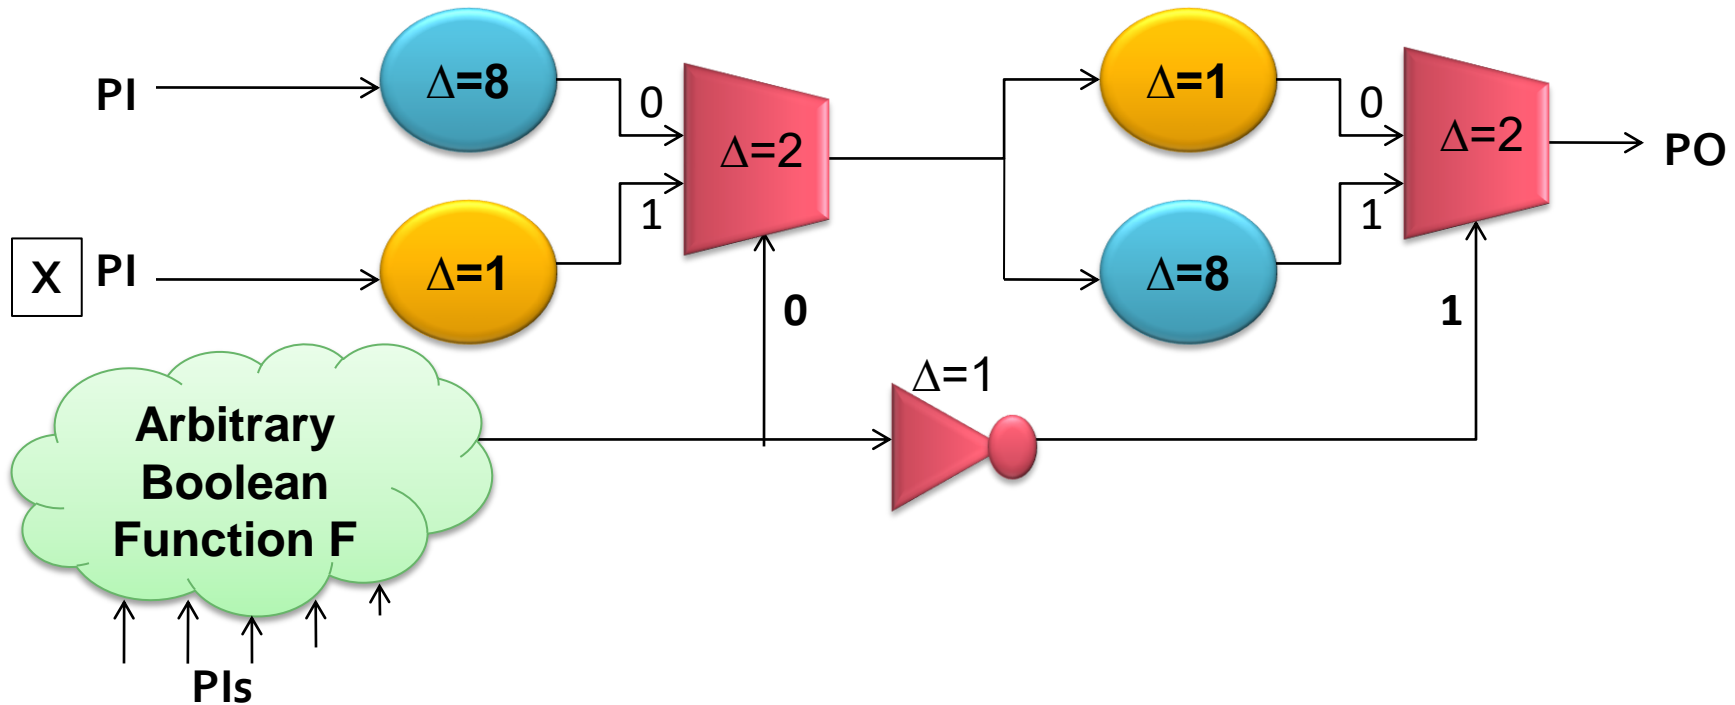 PI
Δ=8
0
Δ=2
Δ=1
0
Δ=2
PO
X
PI
Δ=1
1
0
Δ=8
1
1
Δ=1
Arbitrary
Boolean
Function F
PIs